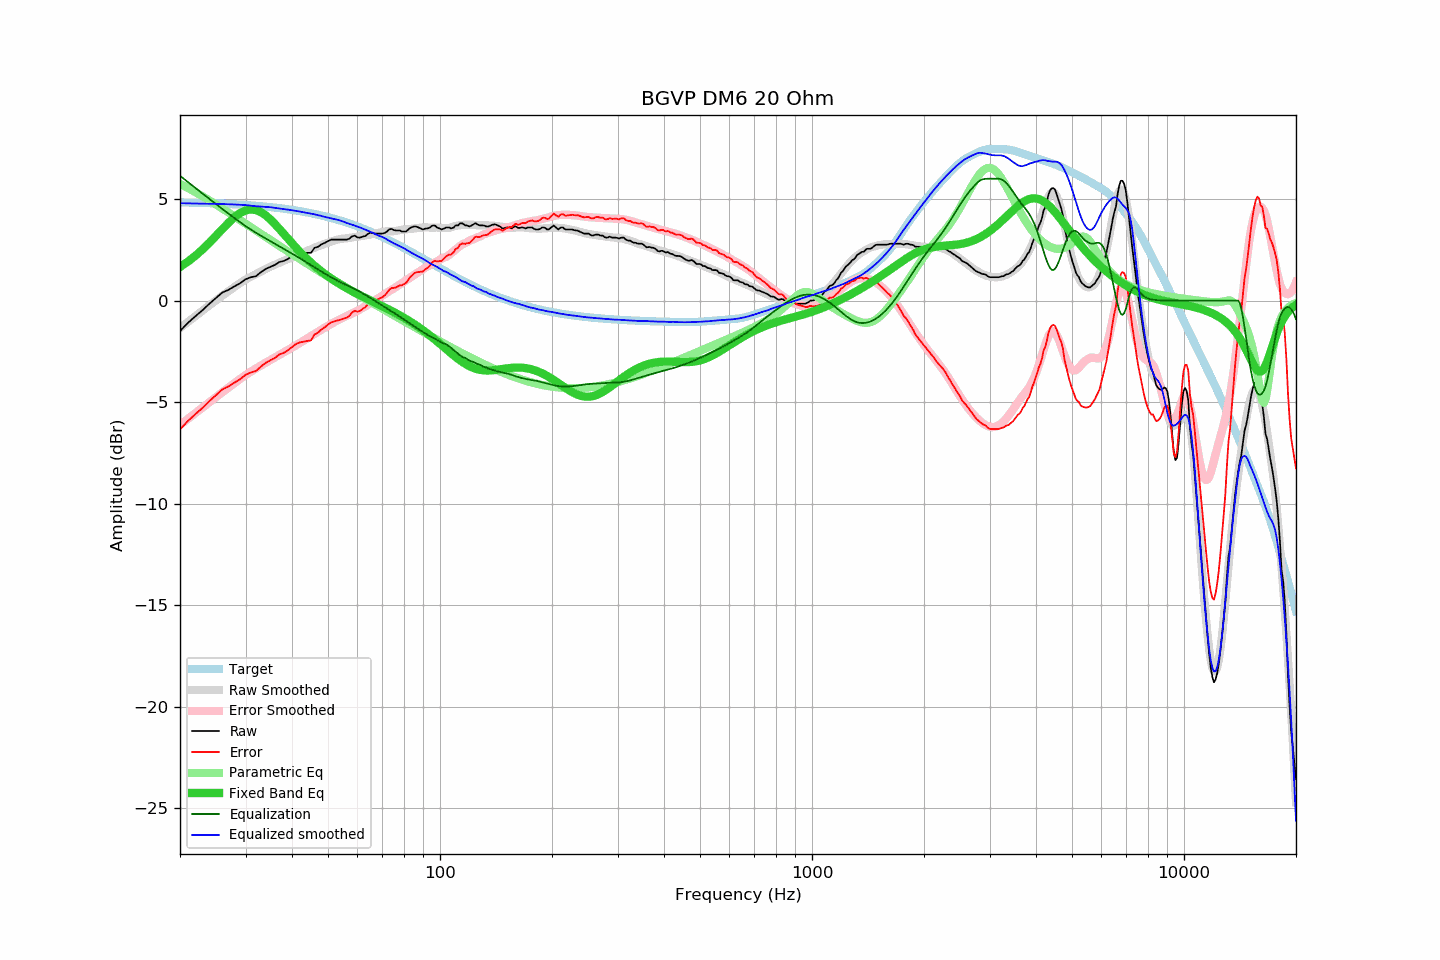 BGVP DM6 20 Ohm
Amplitude (dBr)
5
0
−5
−10
−15
−20
−25
Target
Raw Smoothed
Error Smoothed
Raw
Error
Parametric Eq
Fixed Band Eq
Equalization
Equalized smoothed
100
1000
10000
Frequency (Hz)